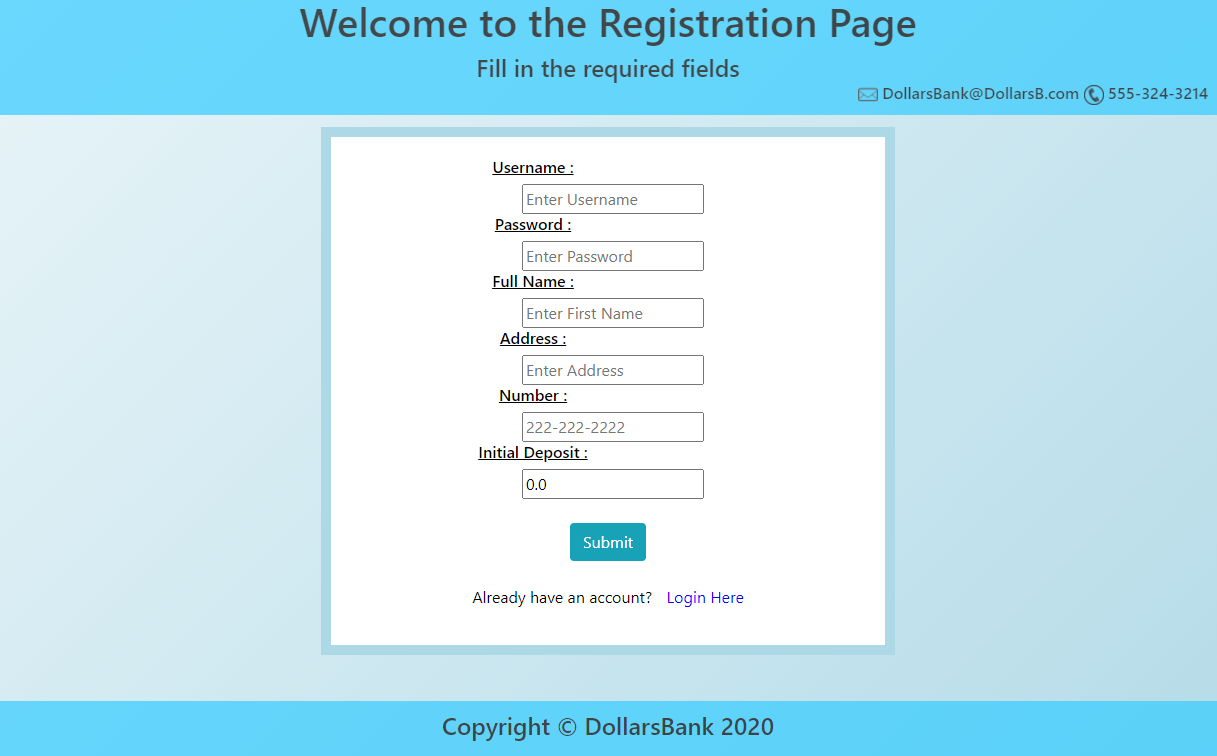 Welcome to the Registration Page
Fill in the required fields
DollarsBank@DollarsB.com 555-324-3214
Username :
Enter Username
Password :
Enter Password
Full Name :
Enter First Name
Address :
Enter Address
Number :
222-222-2222
Initial Deposit :
0.0
Submit
Already have an account? Login Here
Copyright © DollarsBank 2020